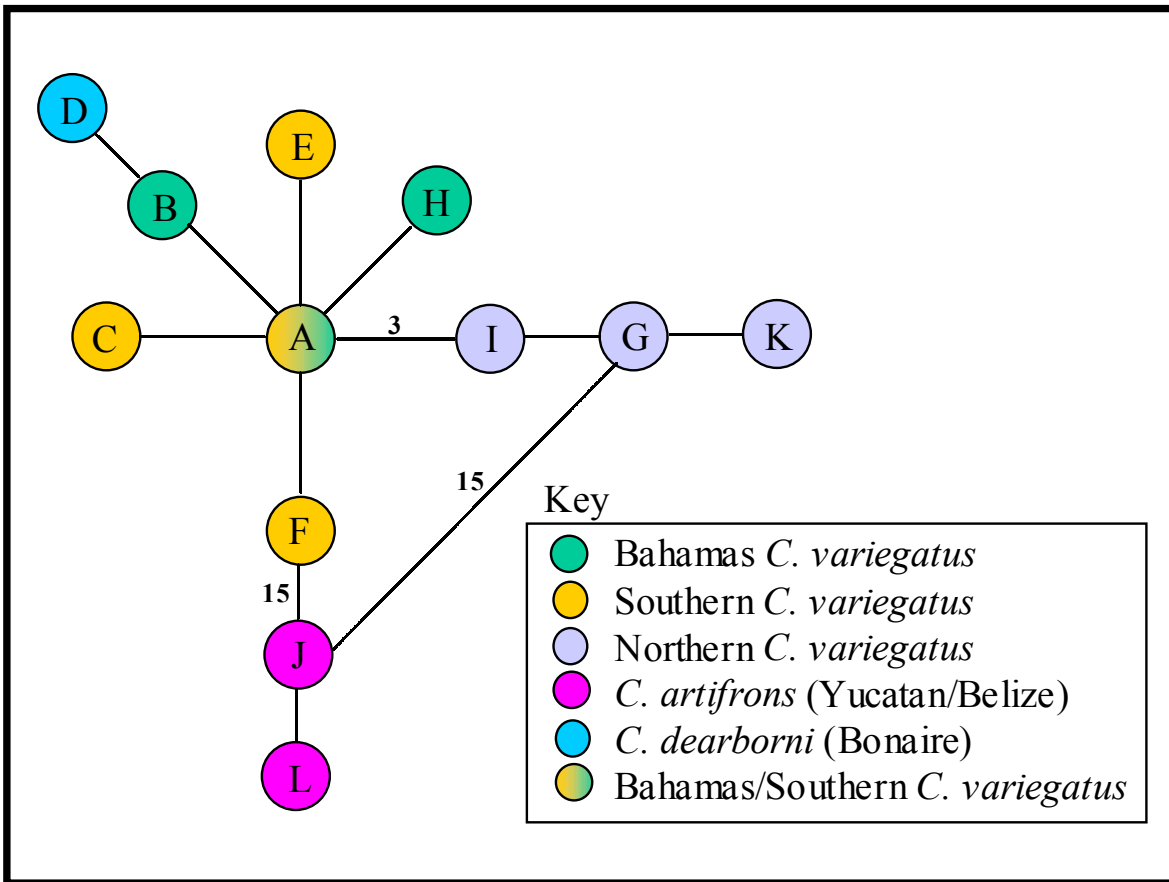 D
E
B
H
C
A
3
I
G
K
15
F
15
J
L
Key
Bahamas C. variegatus
Southern C. variegatus
Northern C. variegatus
C. artifrons (Yucatan/Belize)
C. dearborni (Bonaire)
Bahamas/Southern C. variegatus